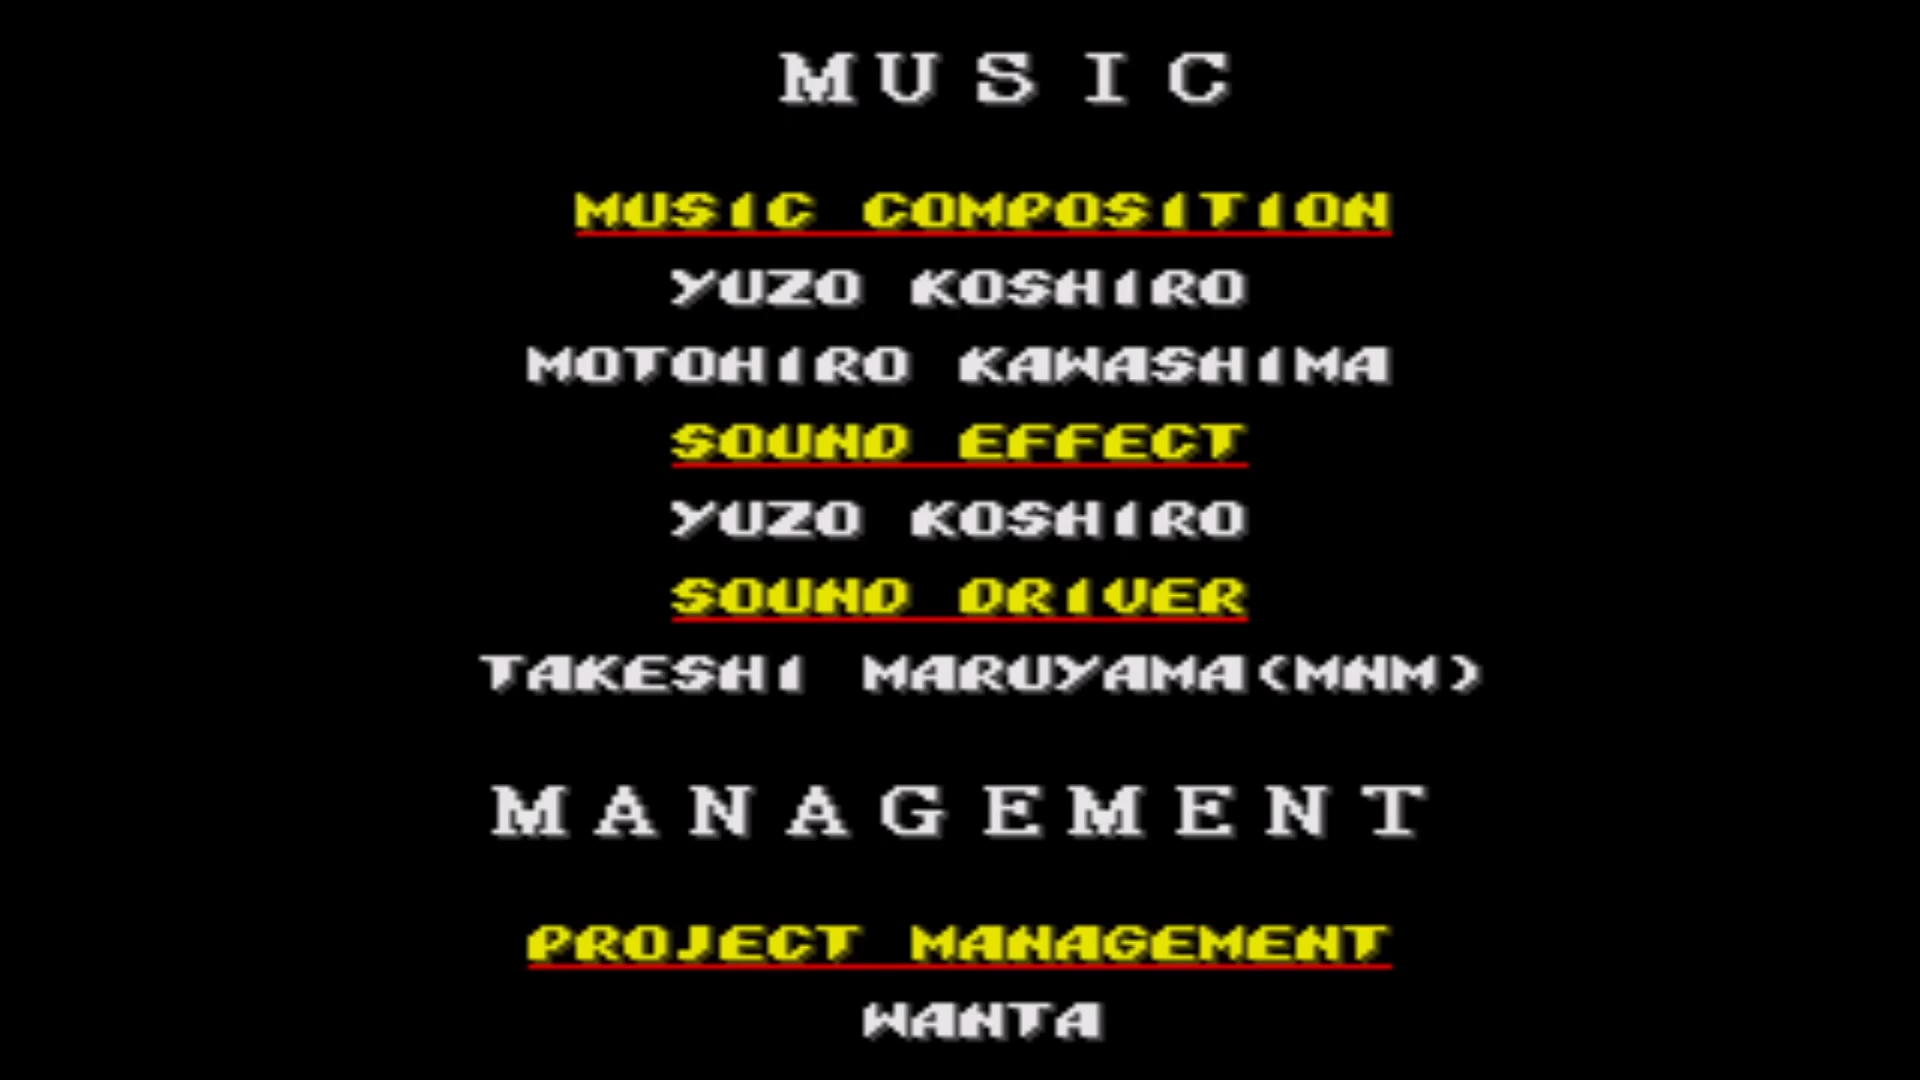 MUSIC
MUSIC COMPOSITION
YUZO KOSHIRO
MOTOHIRO KAWASHIMA
SOUND EFFECT
YUZO KOSHIRO
SOUND DRIVER
TAKESHI MARUYAMA(MNM)
MANAGEMENT
PROJECT MANAGEMENT
WANTA